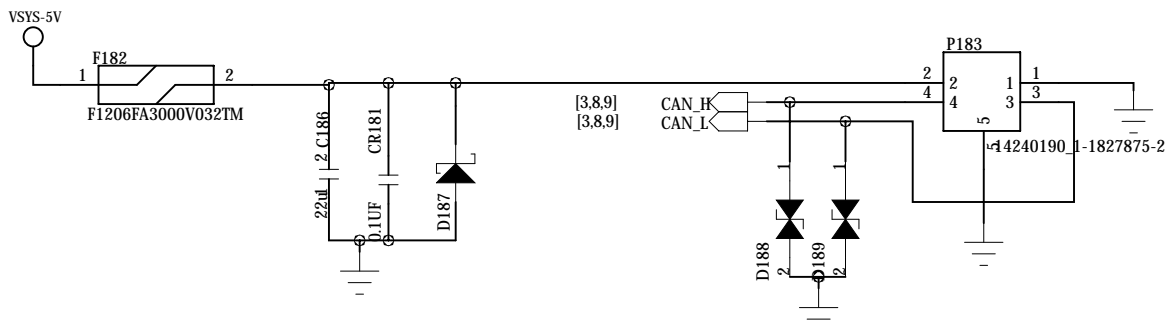 VSYS-5V
F182
1
2
F1206FA3000V032TM
2
C186
22u1
CR181
0.1UF
D187
[3,8,9]
CAN_H
[3,8,9]
CAN_L
P183
2
2
1
1
4
4
3
3
5
5
14240190_1-1827875-2
1
1
D188
2
D189
2